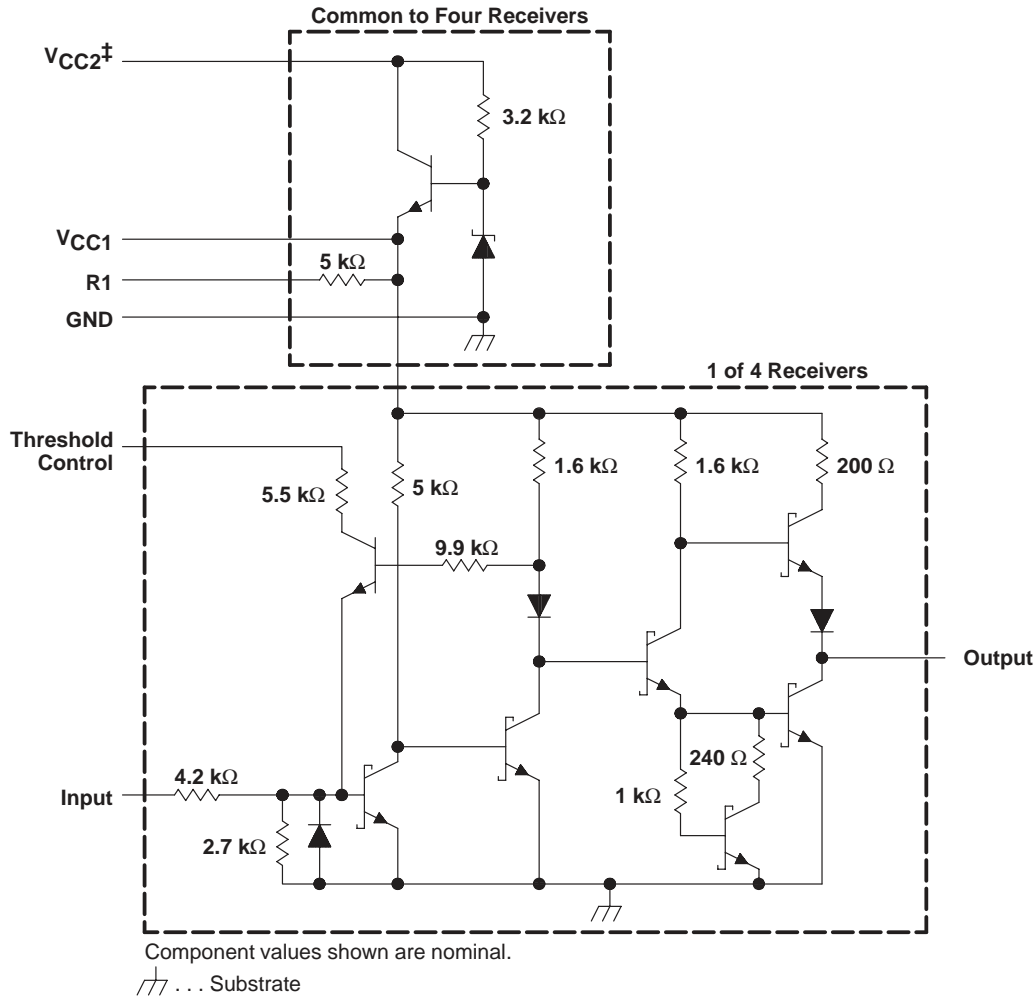 Common to Four Receivers
VCC2‡
3.2 kΩ
VCC1
5 kΩ
R1
GND
1 of 4 Receivers
Threshold
Control
5.5 kΩ
5 kΩ
1.6 kΩ
1.6 kΩ
200 Ω
9.9 kΩ
Output
4.2 kΩ
Input
2.7 kΩ
240 Ω
1 kΩ
Component values shown are nominal.
. . . Substrate